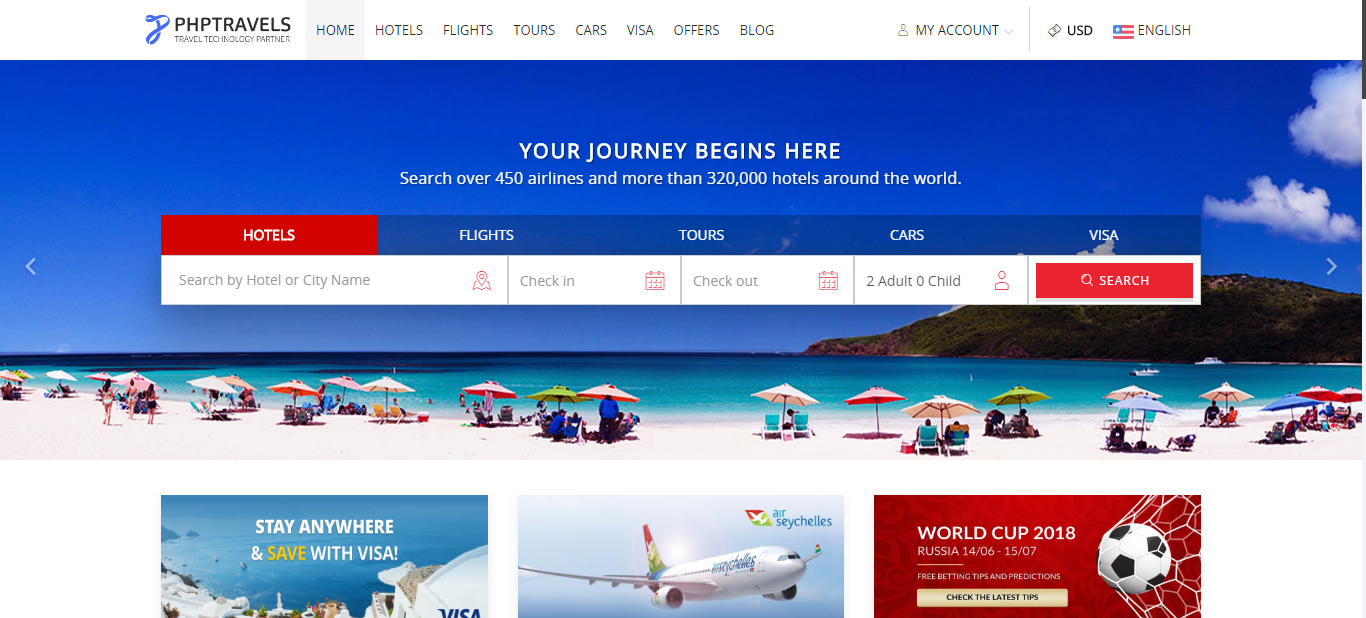 PHPTRAVELS
TRAVEL TECHNOLOGY PARTNER
HOME HOTELS FLIGHTS TOURS CARS VISA OFFERS BLOG MY ACCOUNT USD ENGLISH
YOUR JOURNEY BEGINS HERE
Search over 450 airlines and more than 320,000 hotels around the world.
HOTELS FLIGHTS TOURS CARS VISA
Search by Hotel or City Name Check in Check out 2 Adult 0 Child SEARCH
STAY ANYWHERE
& SAVE WITH VISA!
VISA
air
seychelles
airseychelles
WORLD CUP 2018
RUSSIA 14/06 - 15/07
FREE BETTING TIPS AND PREDICTIONS
CHECK THE LATEST TIPS